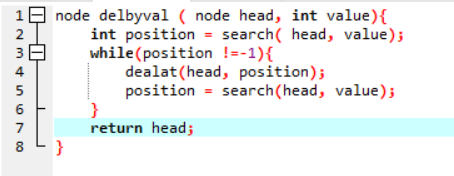 1 node delbyval ( node head, int value){
2 int position = search( head, value);
3 while(position !=-1){
4 dealat(head, position);
5 position = search(head, value);
6 }
7 return head;
8 }